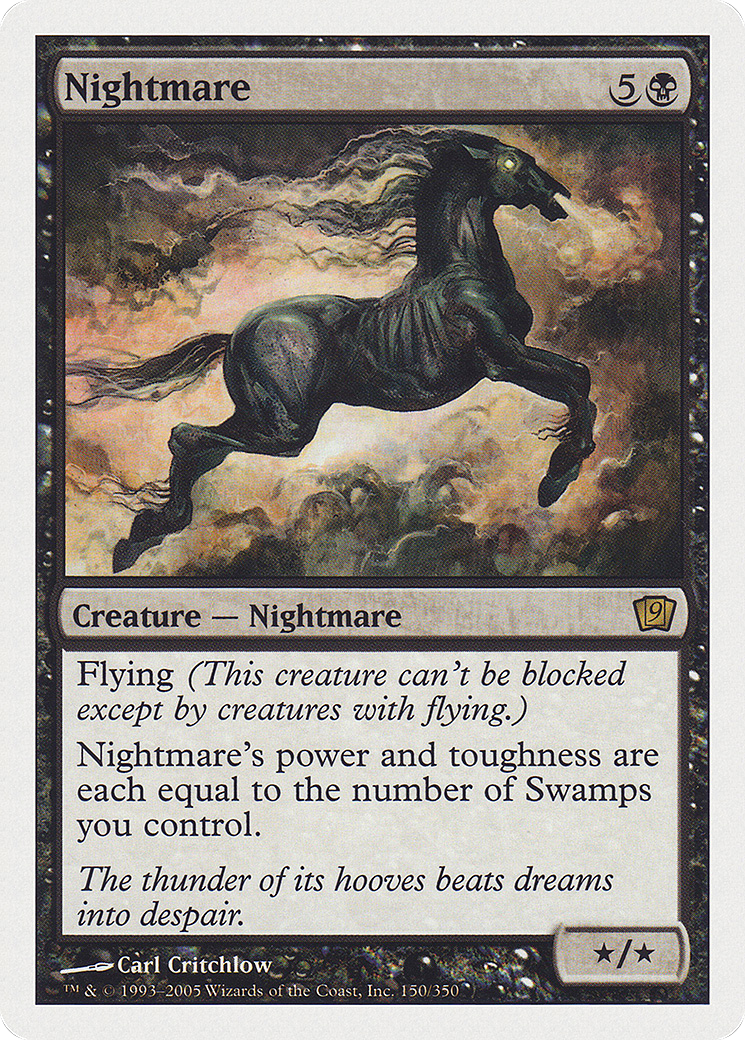 Nightmare 5
Creature — Nightmare 9
Flying (This creature can't be blocked
except by creatures with flying.)
Nightmare's power and toughness are
each equal to the number of Swamps
you control.
The thunder of its hooves beats dreams
into despair.
★/★
Carl Critchlow
™ & © 1993–2005 Wizards of the Coast, Inc. 150/350